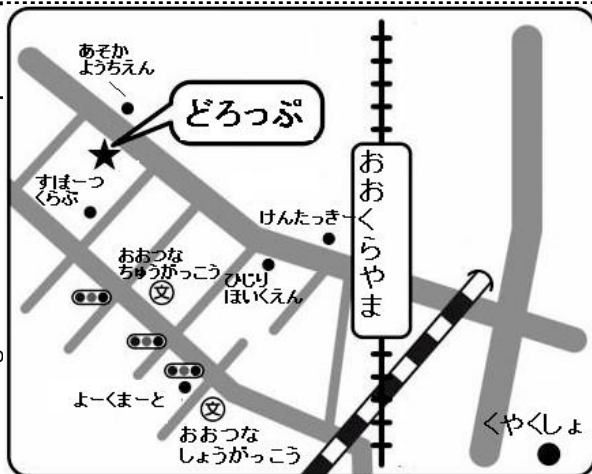 あそか
ようちえん
どろっぷ
すぽーつ
くらぶ
けんたっきー
おおくらやま
おおつな
ちゅうがっこう
文
ひじり
ほいくえん
よーくまーと
文
おおつな
しょうがっこう
くやくしょ